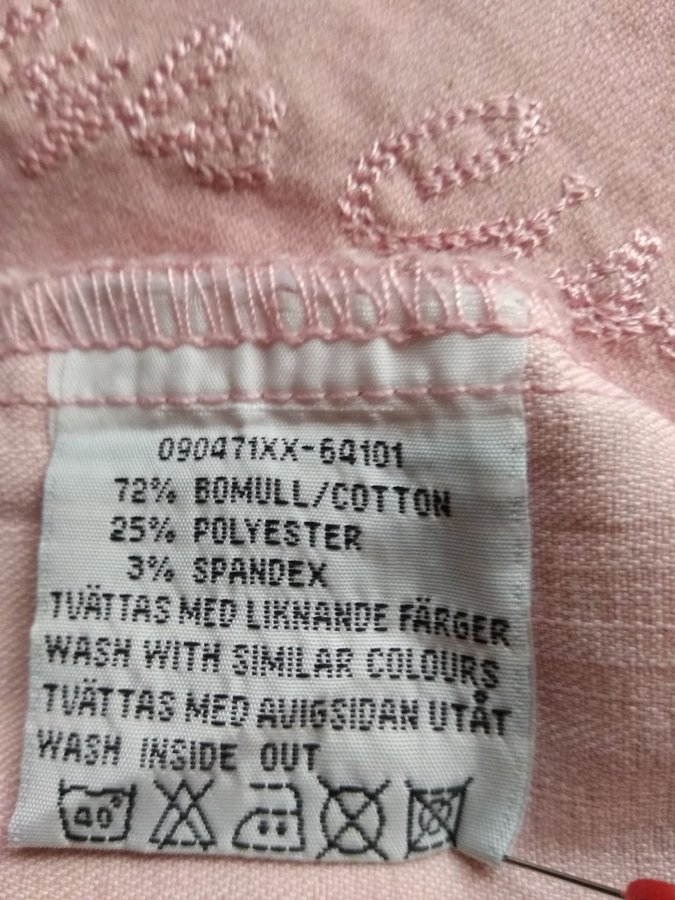 090471XX-64101
72% BOMULL/COTTON
25% POLYESTER
3% SPANDEX
TVÄTTAS MED LIKNANDE FÄRGER
WASH WITH SIMILAR COLOURS
TVÄTTAS MED AVIGSIDAN UTÅT
WASH INSIDE OUT
40°